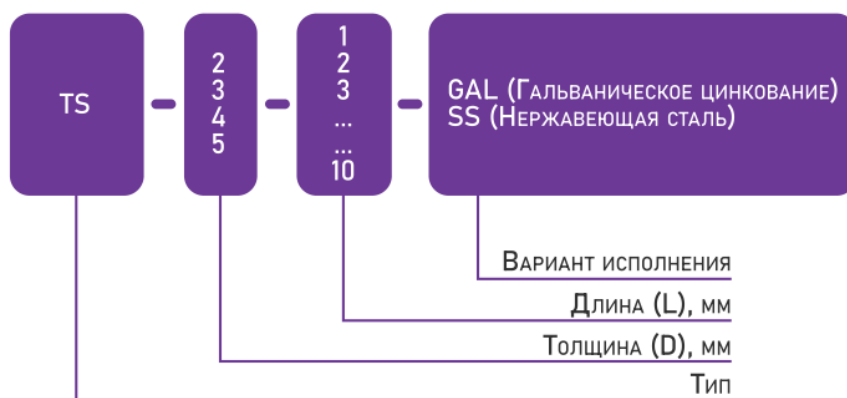 TS
2
3
4
5
1
2
3
...
...
10
GAL (Гальваническое цинкование)
SS (Нержавеющая сталь)
Вариант исполнения
Длина (L), мм
Толщина (D), мм
Тип